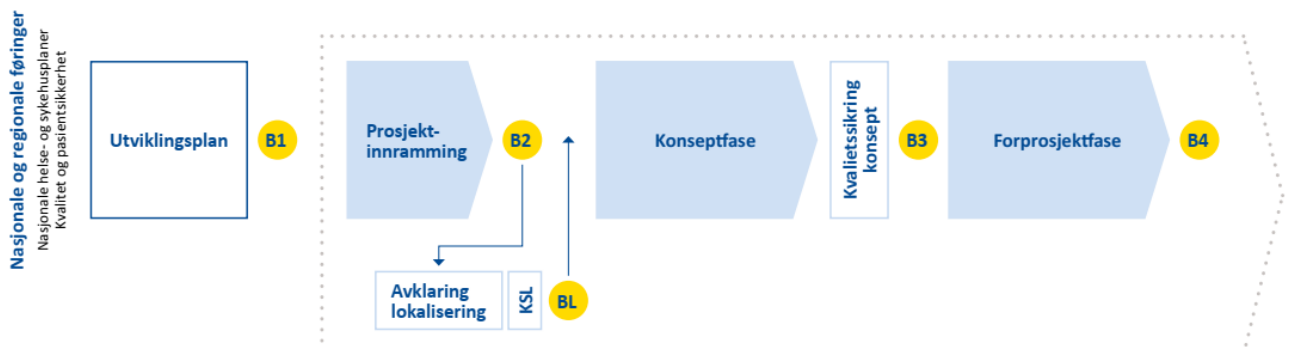 Nasjonale og regionale føringer
Nasjonale helse- og sykehusplaner
Kvalitet og pasientsikkerhet
Utviklingsplan
B1
Prosjekt-
innramming
B2
Avklaring
lokalisering
KSL
BL
Konseptfase
Kvalietssikring
konsept
B3
Forprosjektfase
B4